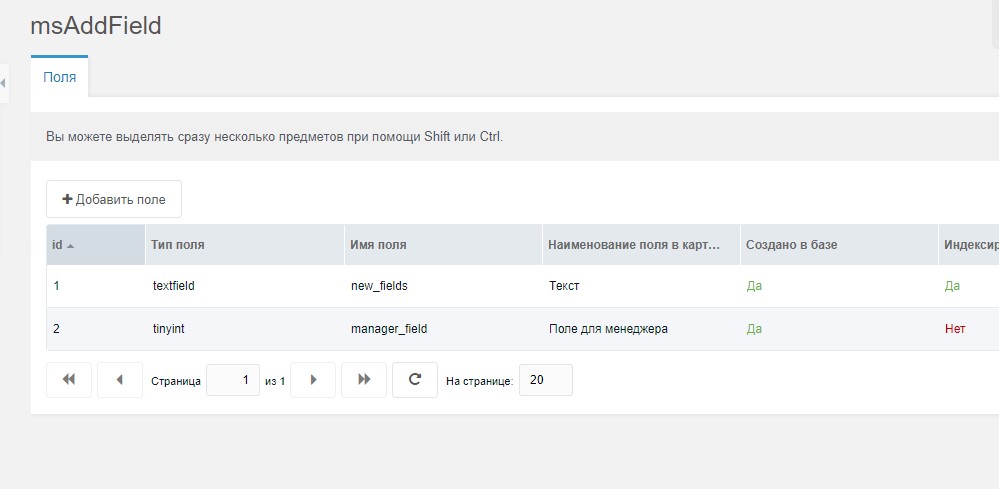 msAddField
Поля
Вы можете выделять сразу несколько предметов при помощи Shift или Ctrl.
Добавить поле
id Тип поля Имя поля Наименование поля в карт... Создано в базе Индексир
1 textfield new_fields Текст Да Да
2 tinyint manager_field Поле для менеджера Да Нет
Страница 1 из 1 На странице: 20